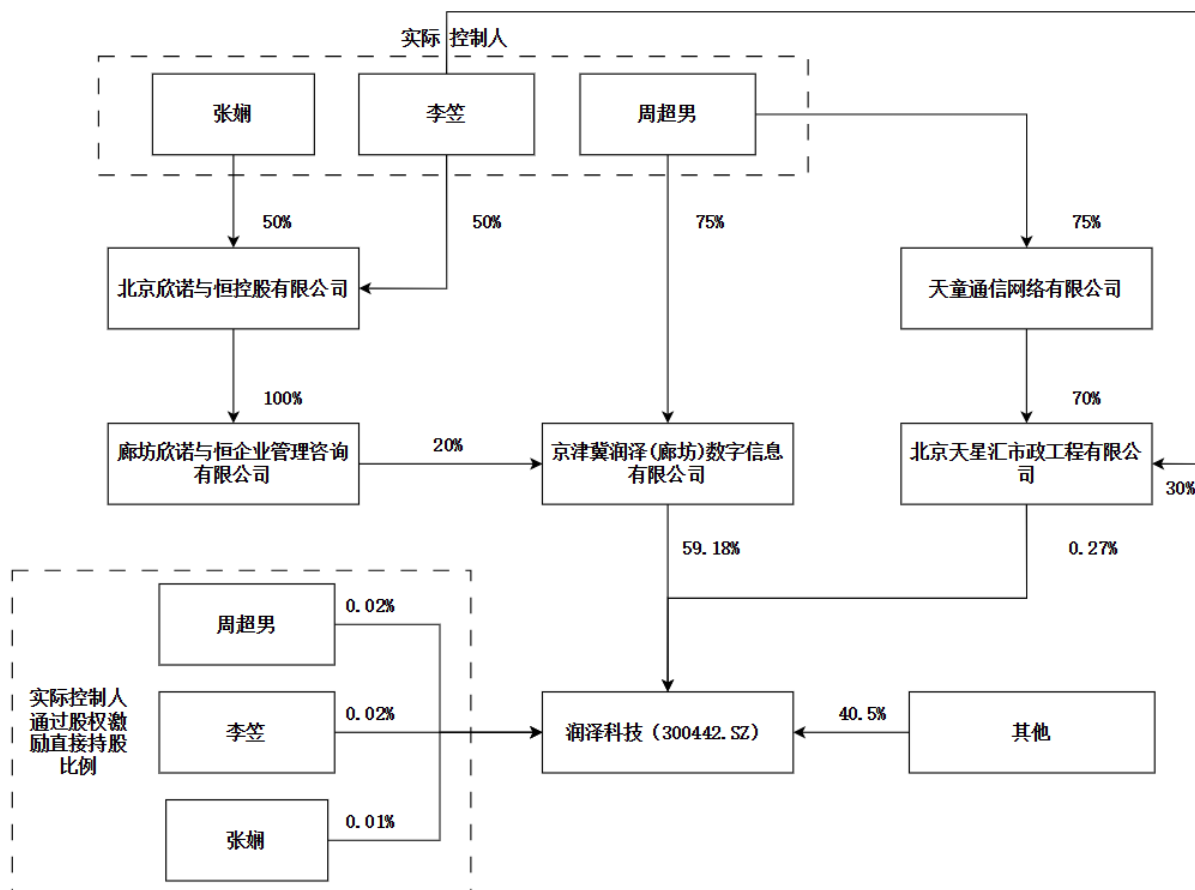 实际 控制人
张娴
李笠
周超男
50%
50%
75%
75%
北京欣诺与恒控股有限公司
天童通信网络有限公司
100%
70%
廊坊欣诺与恒企业管理咨询
有限公司
20%
京津冀润泽(廊坊)数字信息
有限公司
北京天星汇市政工程有限公
司
30%
59.18%
0.27%
实际控制人
通过股权激
励直接持股
比例
周超男
0.02%
李笠
0.02%
张娴
0.01%
润泽科技（300442.SZ）
40.5%
其他